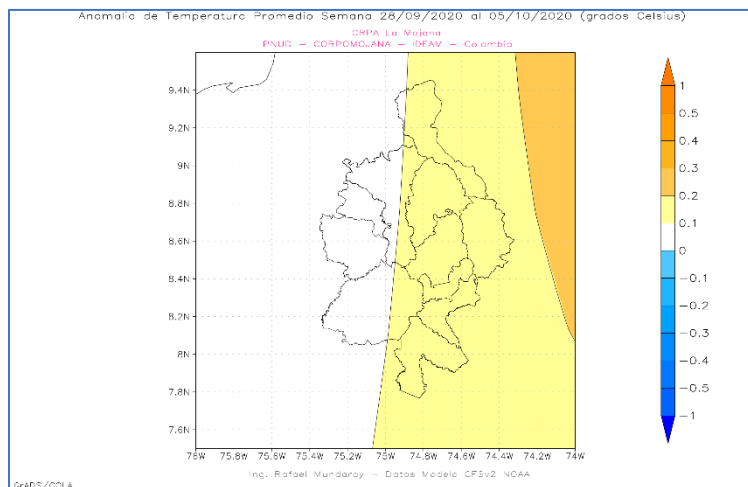 Anomalia de Temperatura Promedio Semana 28/09/2020 al 05/10/2020 (grados Celsius)
CRPA La Mojana
PNUD - CORPOMOJANA - IDEAM - Colombia
9.4N
9.2N
9N
8.8N
8.6N
8.4N
8.2N
8N
7.8N
7.6N
76W 75.8W 75.6W 75.4W 75.2W 75W 74.8W 74.6W 74.4W 74.2W 74W
1
0.5
0.4
0.3
0.2
0.1
0
-0.1
-0.2
-0.3
-0.4
-0.5
-1
Ing. Rafael Mundaray - Datos Modelo CFSv2 NOAA
GrADS/COLA